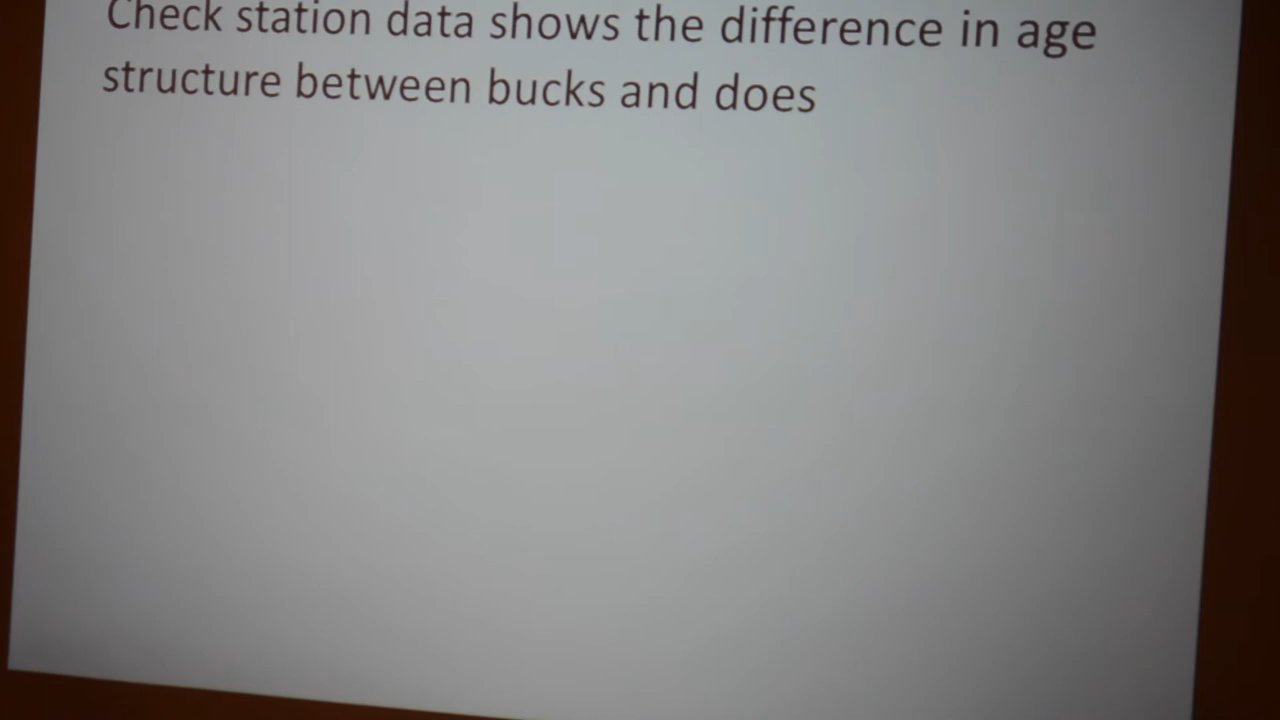 Check station data shows the difference in age
structure between bucks and does